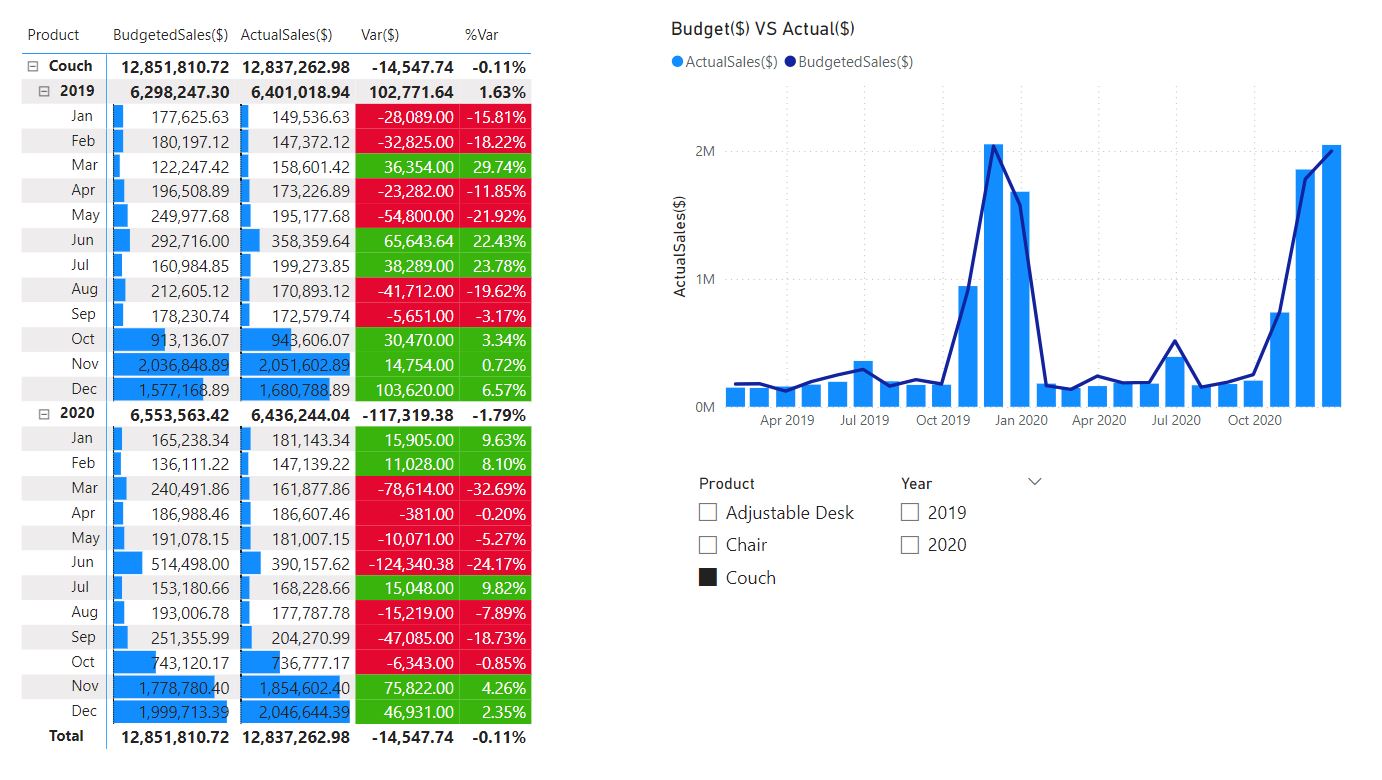 Product BudgetedSales($) ActualSales($) Var($) %Var
Couch 12,851,810.72 12,837,262.98 -14,547.74 -0.11%
2019 6,298,247.30 6,401,018.94 102,771.64 1.63%
Jan 177,625.63 149,536.63 -28,089.00 -15.81%
Feb 180,197.12 147,372.12 -32,825.00 -18.22%
Mar 122,247.42 158,601.42 36,354.00 29.74%
Apr 196,508.89 173,226.89 -23,282.00 -11.85%
May 249,977.68 195,177.68 -54,800.00 -21.92%
Jun 292,716.00 358,359.64 65,643.64 22.43%
Jul 160,984.85 199,273.85 38,289.00 23.78%
Aug 212,605.12 170,893.12 -41,712.00 -19.62%
Sep 178,230.74 172,579.74 -5,651.00 -3.17%
Oct 913,136.07 943,606.07 30,470.00 3.34%
Nov 2,036,848.89 2,051,602.89 14,754.00 0.72%
Dec 1,577,168.89 1,680,788.89 103,620.00 6.57%
2020 6,553,563.42 6,436,244.04 -117,319.38 -1.79%
Jan 165,238.34 181,143.34 15,905.00 9.63%
Feb 136,111.22 147,139.22 11,028.00 8.10%
Mar 240,491.86 161,877.86 -78,614.00 -32.69%
Apr 186,988.46 186,607.46 -381.00 -0.20%
May 191,078.15 181,007.15 -10,071.00 -5.27%
Jun 514,498.00 390,157.62 -124,340.38 -24.17%
Jul 153,180.66 168,228.66 15,048.00 9.82%
Aug 193,006.78 177,787.78 -15,219.00 -7.89%
Sep 251,355.99 204,270.99 -47,085.00 -18.73%
Oct 743,120.17 736,777.17 -6,343.00 -0.85%
Nov 1,778,780.40 1,854,602.40 75,822.00 4.26%
Dec 1,999,713.39 2,046,644.39 46,931.00 2.35%
Total 12,851,810.72 12,837,262.98 -14,547.74 -0.11%
Budget($) VS Actual($)
ActualSales($) BudgetedSales($)
ActualSales($)
2M
1M
0M
Apr 2019 Jul 2019 Oct 2019 Jan 2020 Apr 2020 Jul 2020 Oct 2020
Product
Adjustable Desk
Chair
Couch
Year
2019
2020